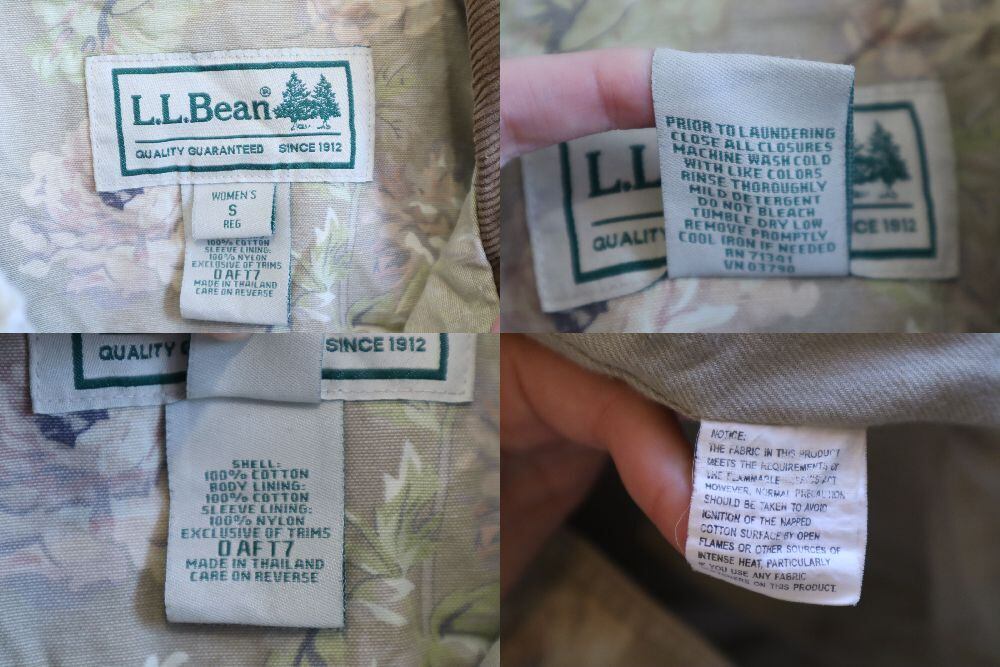 L.L.Bean®
QUALITY GUARANTEED SINCE 1912
WOMEN'S
S
REG
100% COTTON
SLEEVE LINING:
100% NYLON
EXCLUSIVE OF TRIMS
0 AFT7
MADE IN THAILAND
CARE ON REVERSE
L.L
QUALITY
CE 1912
PRIOR TO LAUNDERING
CLOSE ALL CLOSURES
MACHINE WASH COLD
WITH LIKE COLORS
RINSE THOROUGHLY
MILD DETERGENT
DO NOT BLEACH
TUMBLE DRY LOW
REMOVE PROMPTLY
COOL IRON IF NEEDED
RN 71341
VN 03790
QUALITY G
SINCE 1912
SHELL:
100% COTTON
BODY LINING:
100% COTTON
SLEEVE LINING:
100% NYLON
EXCLUSIVE OF TRIMS
0 AFT7
MADE IN THAILAND
CARE ON REVERSE
NOTICE:
THE FABRIC IN THIS PRODUCT
MEETS THE REQUIREMENTS OF
THE FLAMMABLE ACT
HOWEVER, NORMAL PRECAUTION
SHOULD BE TAKEN TO AVOID
IGNITION OF THE NAPPED
COTTON SURFACE BY OPEN
FLAMES OR OTHER SOURCES OF
INTENSE HEAT, PARTICULARLY
IF YOU USE ANY FABRIC
ON THIS PRODUCT.